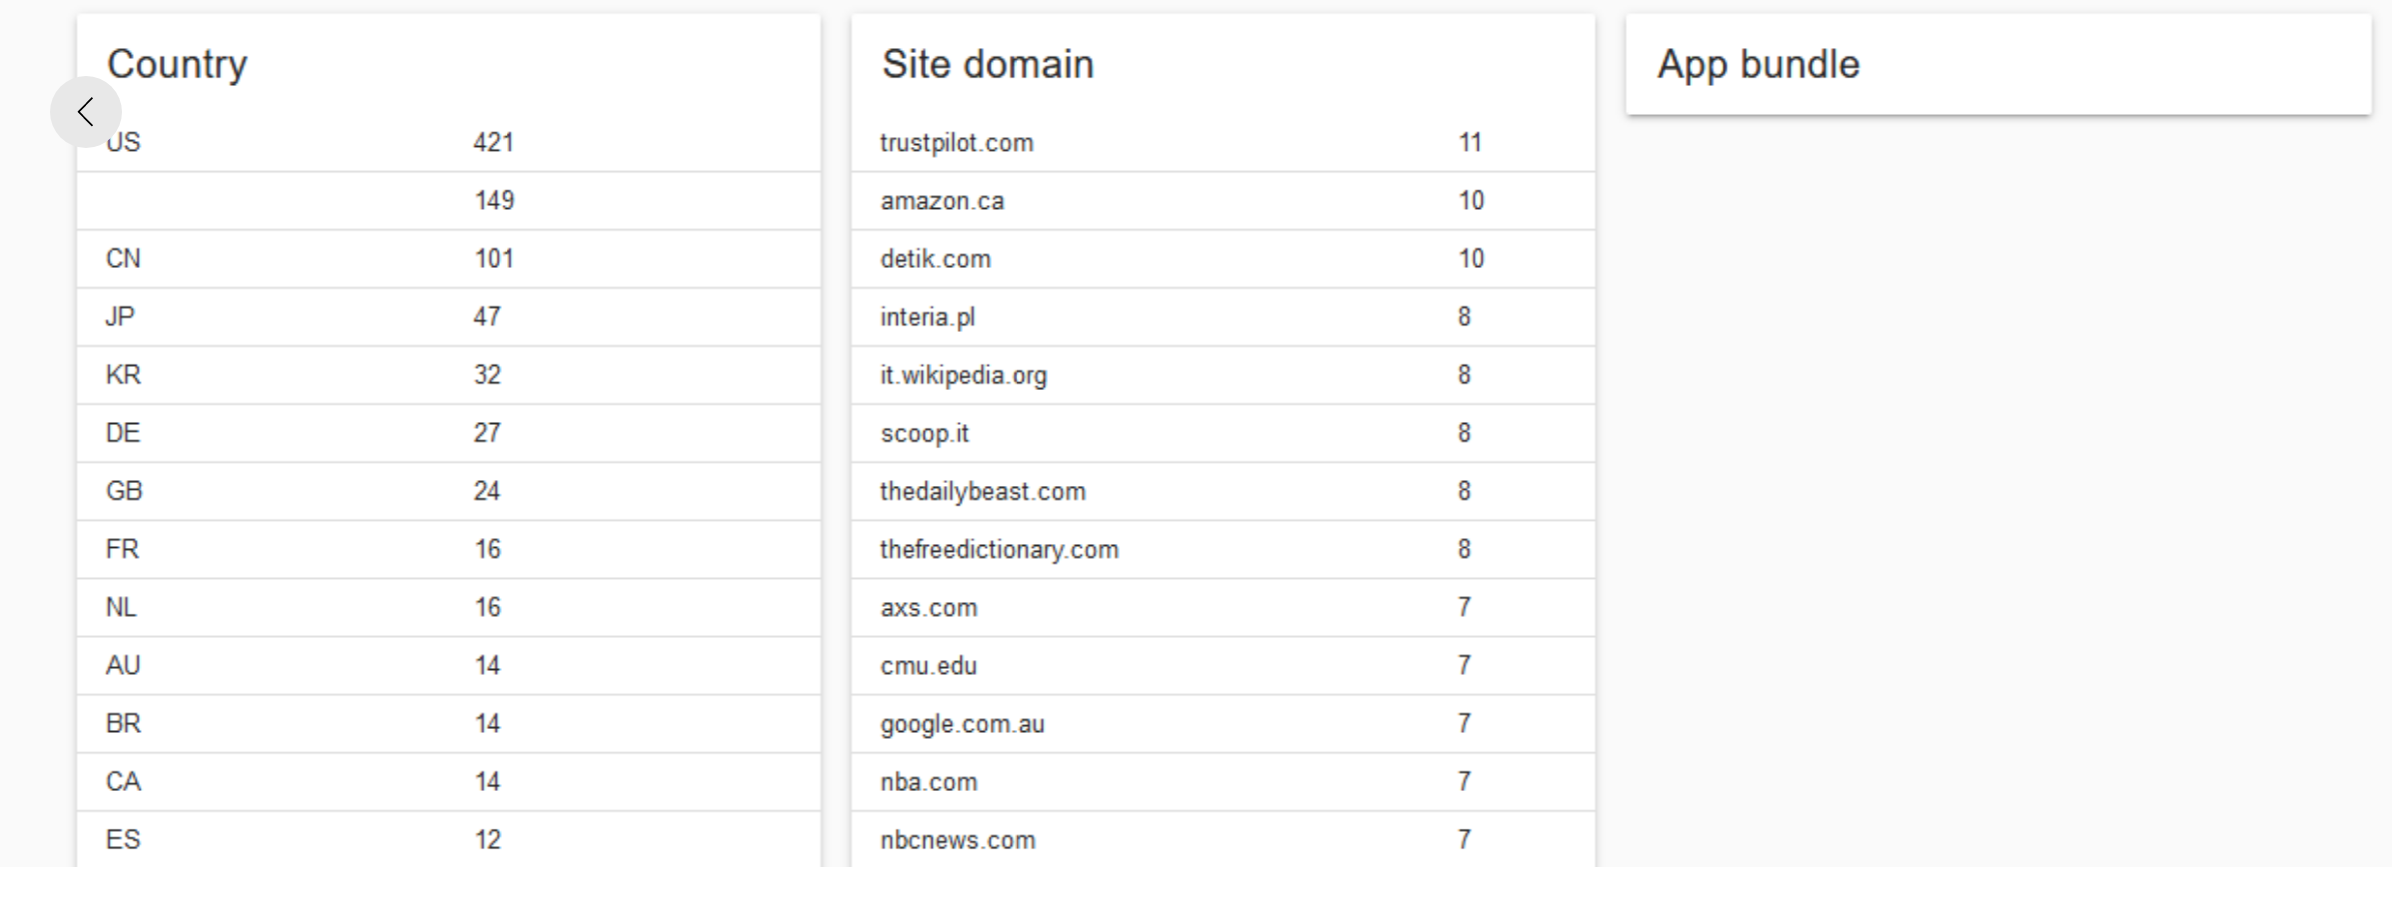 Country
US 421
149
CN 101
JP 47
KR 32
DE 27
GB 24
FR 16
NL 16
AU 14
BR 14
CA 14
ES 12
Site domain
trustpilot.com 11
amazon.ca 10
detik.com 10
interia.pl 8
it.wikipedia.org 8
scoop.it 8
thedailybeast.com 8
thefreedictionary.com 8
axs.com 7
cmu.edu 7
google.com.au 7
nba.com 7
nbcnews.com 7
App bundle